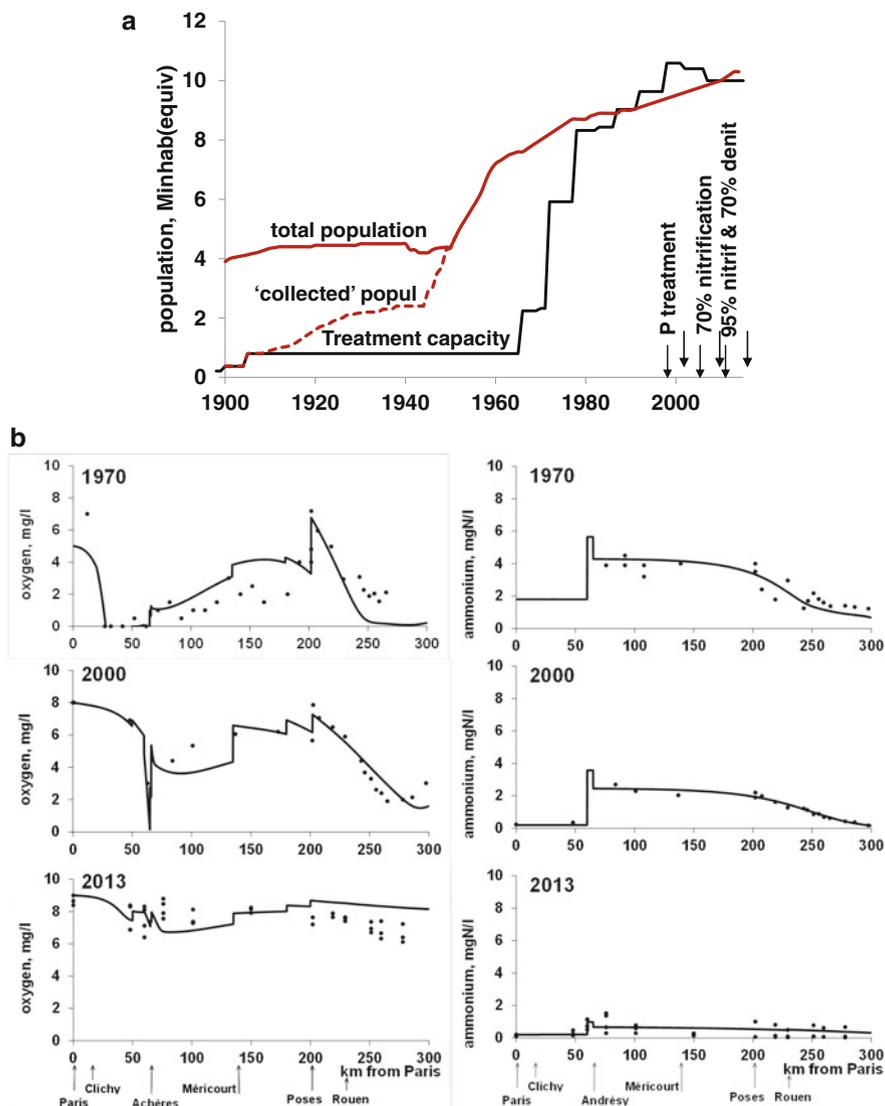 a
12
10
8
6
4
2
0
population, Minhab(equiv)
total population
‘collected’ popul
Treatment capacity
P treatment
70% nitrification
95% nitrif & 70% denit
1900 1920 1940 1960 1980 2000
b
1970
10
8
6
4
2
0
oxygen, mg/l
0 50 100 150 200 250 300
1970
10
8
6
4
2
0
ammonium, mgN/l
0 50 100 150 200 250 300
2000
10
8
6
4
2
0
oxygen, mg/l
0 50 100 150 200 250 300
2000
10
8
6
4
2
0
ammonium, mgN/l
0 50 100 150 200 250 300
2013
10
8
6
4
2
0
oxygen, mg/l
0 50 100 150 200 250 300
km from Paris
Clichy Méricourt
Paris Achères Poses Rouen
2013
10
8
6
4
2
0
ammonium, mgN/l
0 50 100 150 200 250 300
km from Paris
Clichy Méricourt
Paris Andrésy Poses Rouen